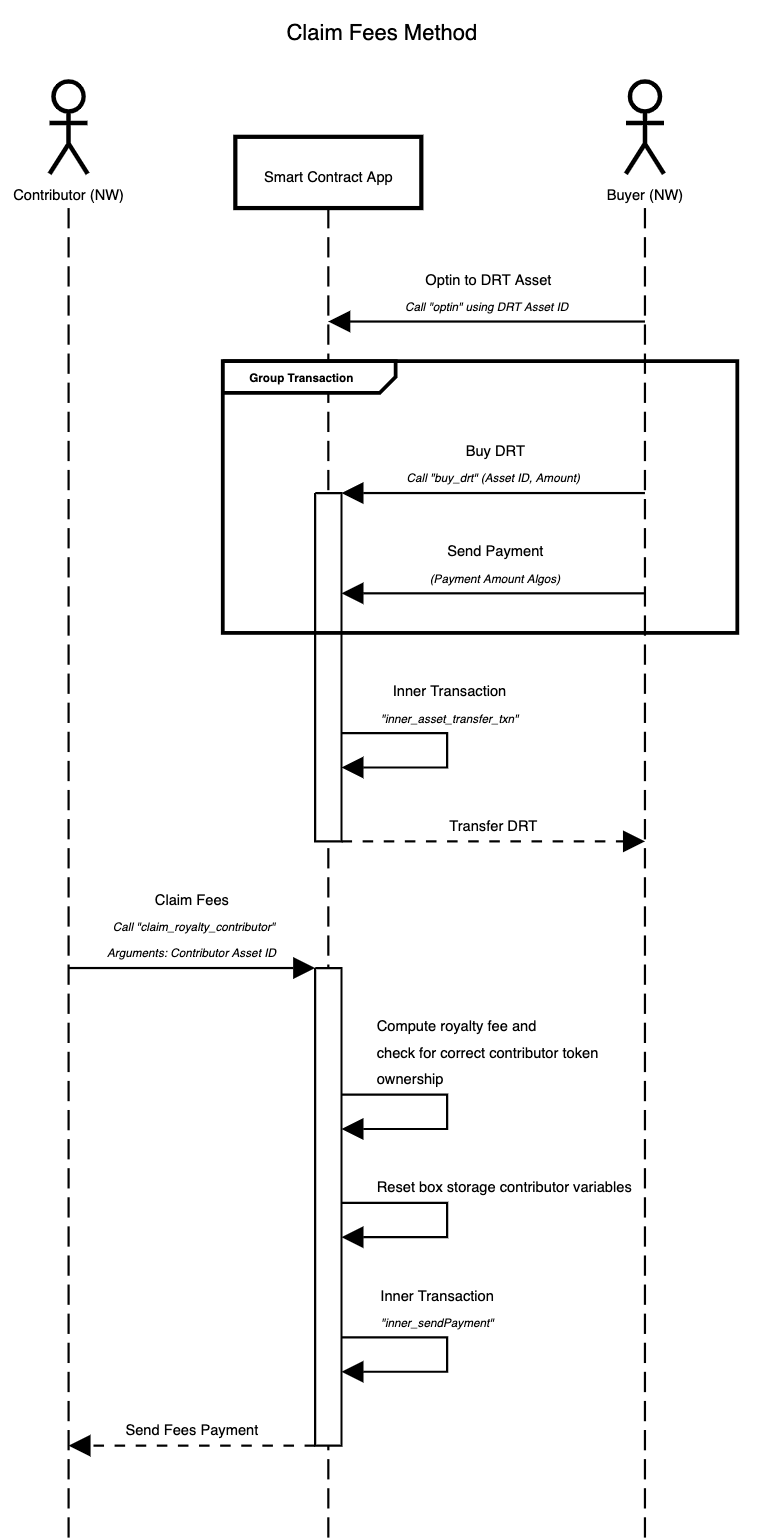 Claim Fees Method
Contributor (NW)
Smart Contract App
Buyer (NW)
Optin to DRT Asset
Call "optin" using DRT Asset ID
Group Transaction
Buy DRT
Call "buy_drt" (Asset ID, Amount)
Send Payment
(Payment Amount Algos)
Inner Transaction
"inner_asset_transfer_txn"
Transfer DRT
Claim Fees
Call "claim_royalty_contributor"
Arguments: Contributor Asset ID
Compute royalty fee and
check for correct contributor token
ownership
Reset box storage contributor variables
Inner Transaction
"inner_sendPayment"
Send Fees Payment